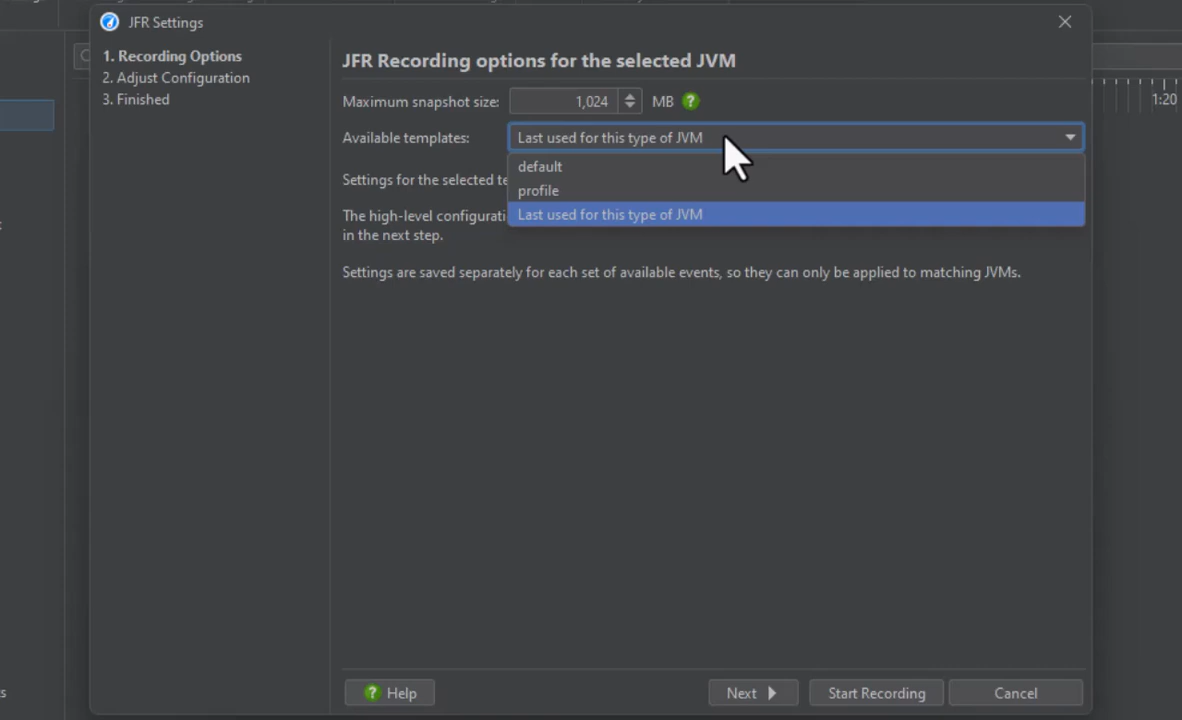 JFR Settings
1. Recording Options
2. Adjust Configuration
3. Finished
JFR Recording options for the selected JVM
Maximum snapshot size: 1,024 MB ?
Available templates: Last used for this type of JVM
default
profile
Last used for this type of JVM
Settings for the selected te
The high-level configurati
in the next step.
Settings are saved separately for each set of available events, so they can only be applied to matching JVMs.
1:20
? Help
Next
Start Recording
Cancel